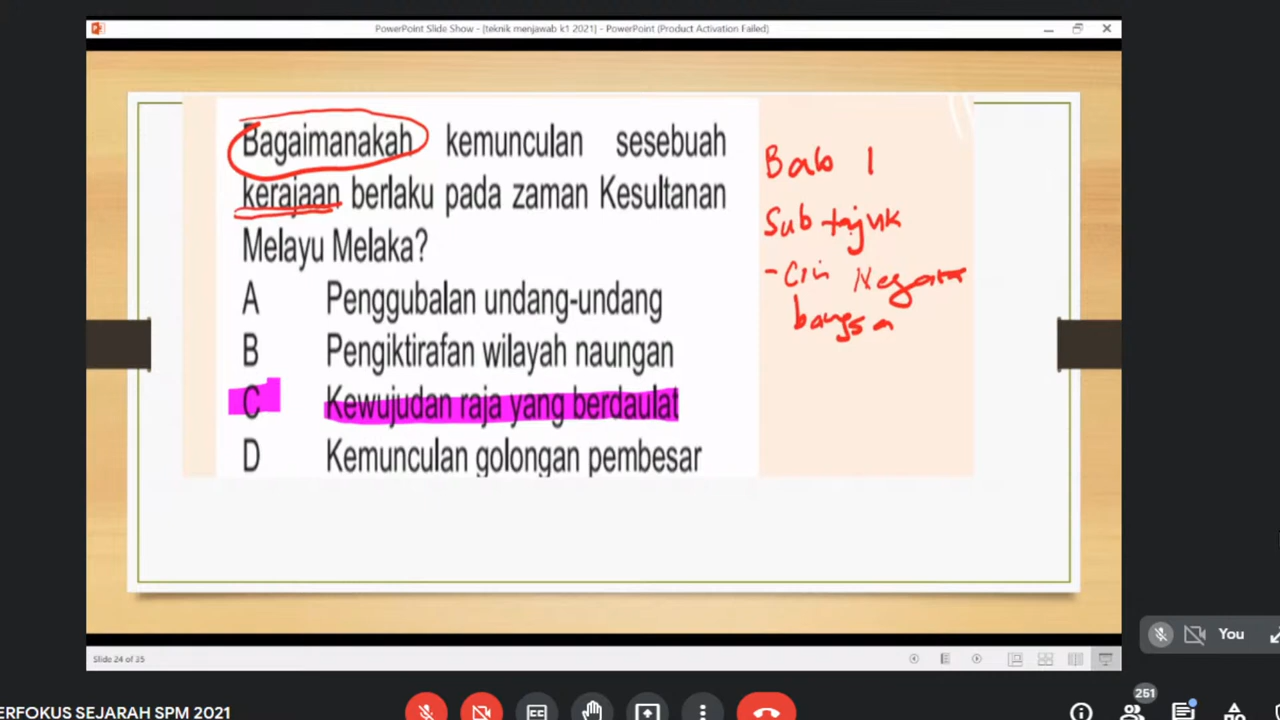 PowerPoint Slide Show - [teknik menjawab k1 2021] - PowerPoint (Product Activation Failed)
Bagaimanakah kemunculan sesebuah
kerajaan berlaku pada zaman Kesultanan
Melayu Melaka?
A Penggubalan undang-undang
B Pengiktirafan wilayah naungan
C Kewujudan raja yang berdaulat
D Kemunculan golongan pembesar
Bab 1
Sub tajuk
- Ciri Negara
bangsa
Slide 24 of 35
You
251
ERFOKUS SEJARAH SPM 2021
CC